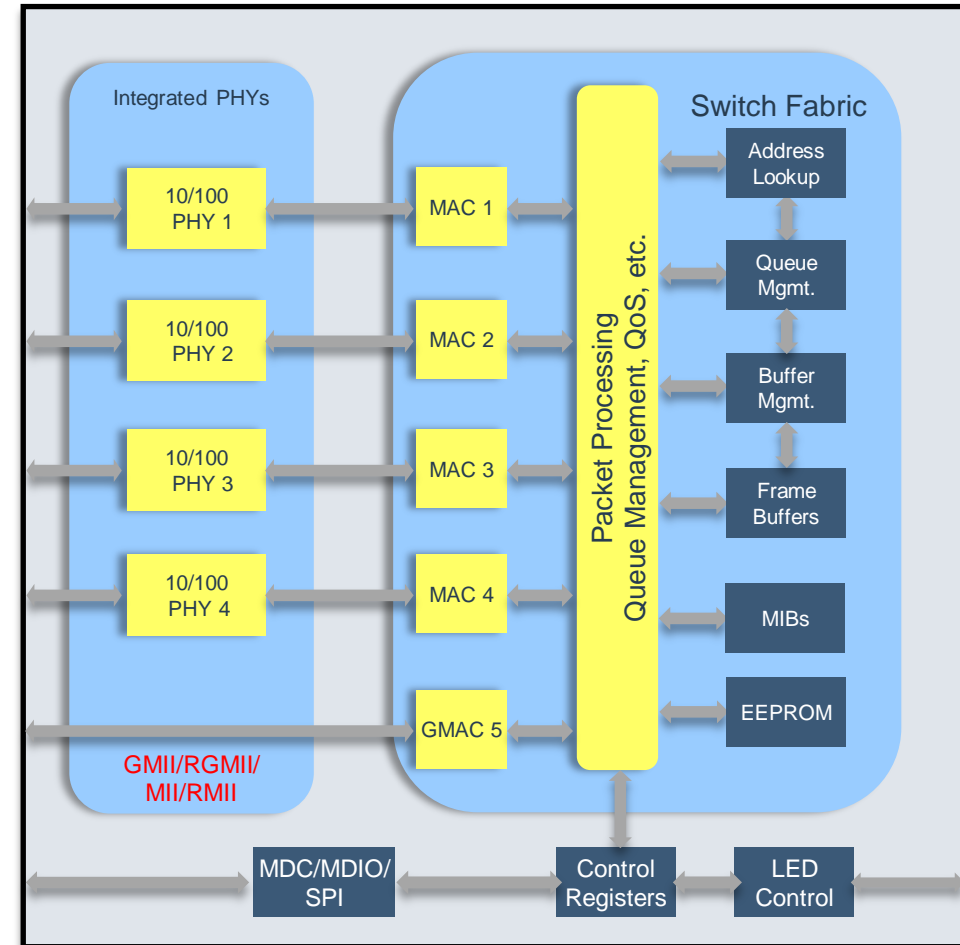 Integrated PHYs
Switch Fabric
10/100
PHY 1
MAC 1
10/100
PHY 2
MAC 2
10/100
PHY 3
MAC 3
10/100
PHY 4
MAC 4
GMAC 5
GMII/RGMII/
MII/RMII
Packet Processing
Queue Management, QoS, etc.
Address
Lookup
Queue
Mgmt.
Buffer
Mgmt.
Frame
Buffers
MIBs
EEPROM
MDC/MDIO/
SPI
Control
Registers
LED
Control